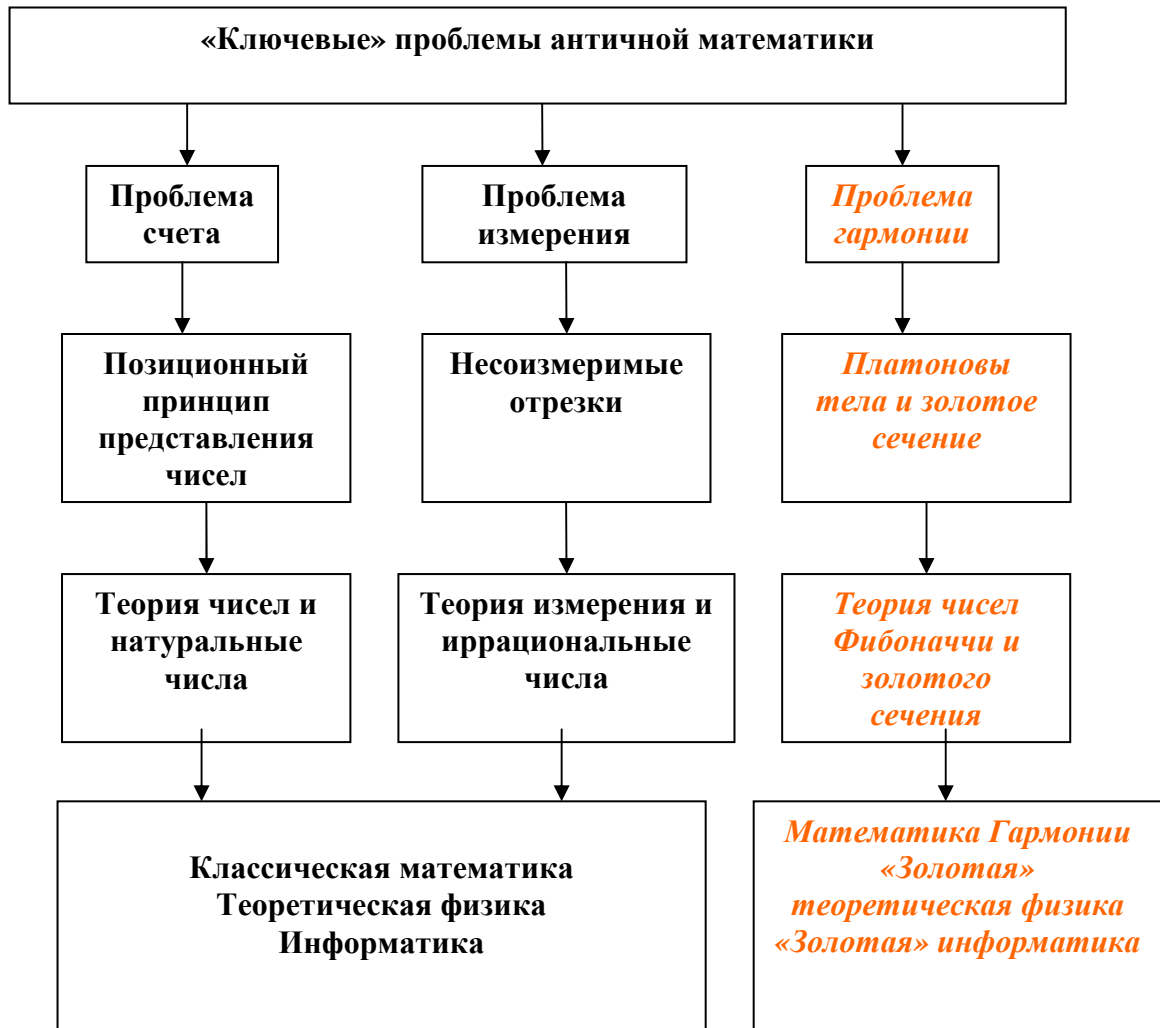 «Ключевые» проблемы античной математики
Проблема
счета
Проблема
измерения
Проблема
гармонии
Позиционный
принцип
представления
чисел
Несоизмеримые
отрезки
Платоновы
тела и золотое
сечение
Теория чисел и
натуральные
числа
Теория измерения и
иррациональные
числа
Теория чисел
Фибоначчи и
золотого
сечения
Классическая математика
Теоретическая физика
Информатика
Математика Гармонии
«Золотая»
теоретическая физика
«Золотая» информатика